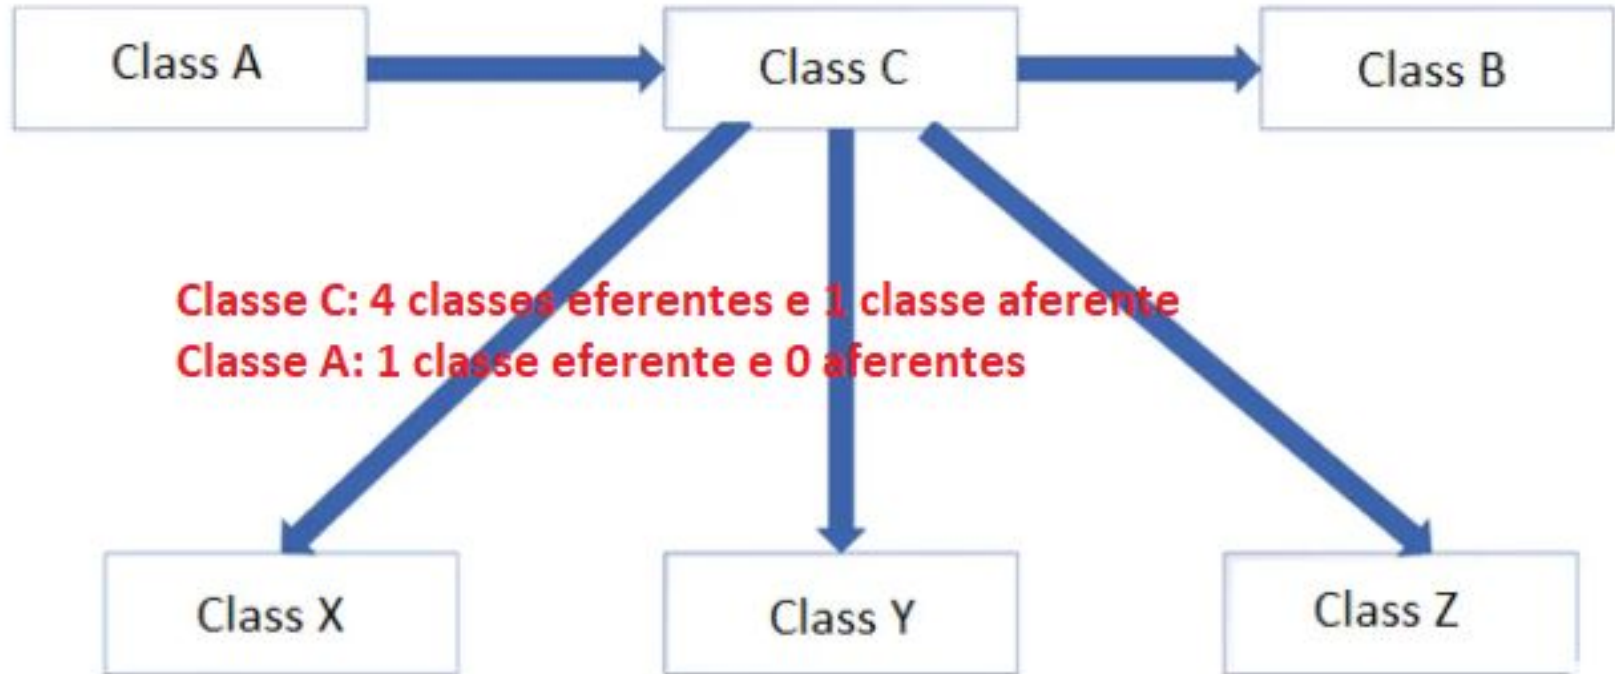 Class A
Class C
Class B
Classe C: 4 classes eferentes e 1 classe aferente
Classe A: 1 classe eferente e 0 aferentes
Class X
Class Y
Class Z